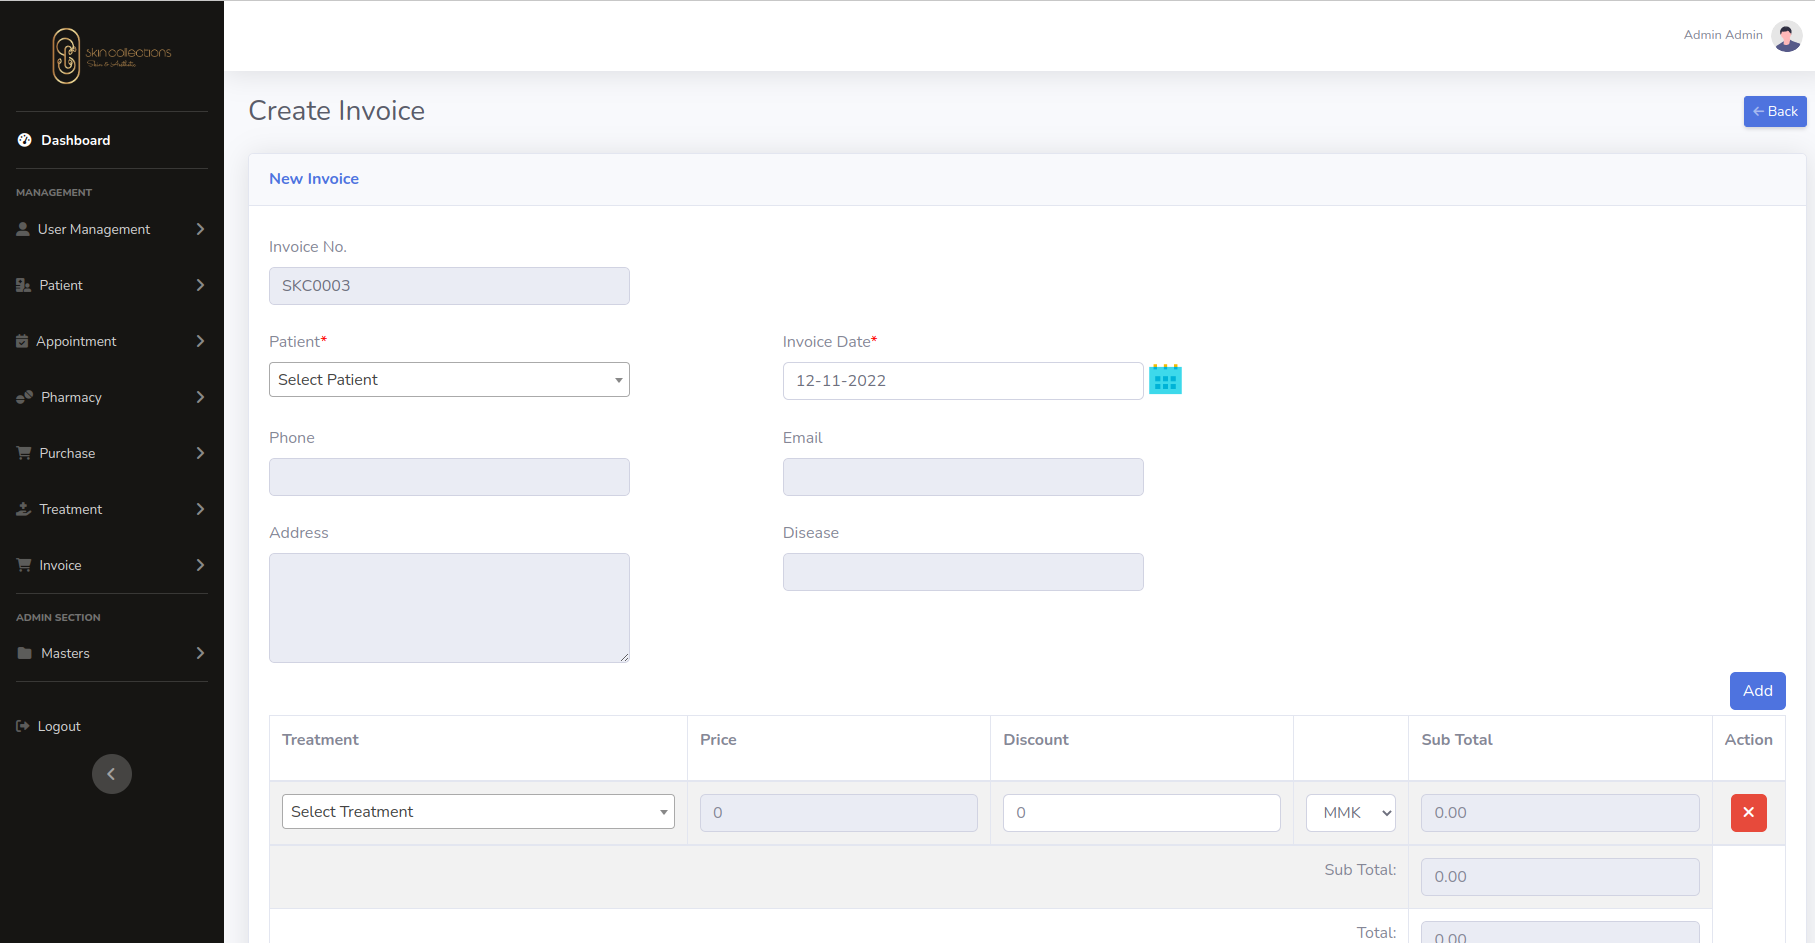 skincollections
Skin & Aesthetic
Admin Admin
Create Invoice
Back
Dashboard
New Invoice
MANAGEMENT
User Management
Invoice No.
Patient
SKC0003
Appointment
Patient*
Invoice Date*
Select Patient
12-11-2022
Pharmacy
Phone
Email
Purchase
Treatment
Address
Disease
Invoice
ADMIN SECTION
Masters
Add
Logout
Treatment
Price
Discount
Sub Total
Action
Select Treatment
0
0
MMK
0.00
Sub Total:
0.00
Total:
0.00